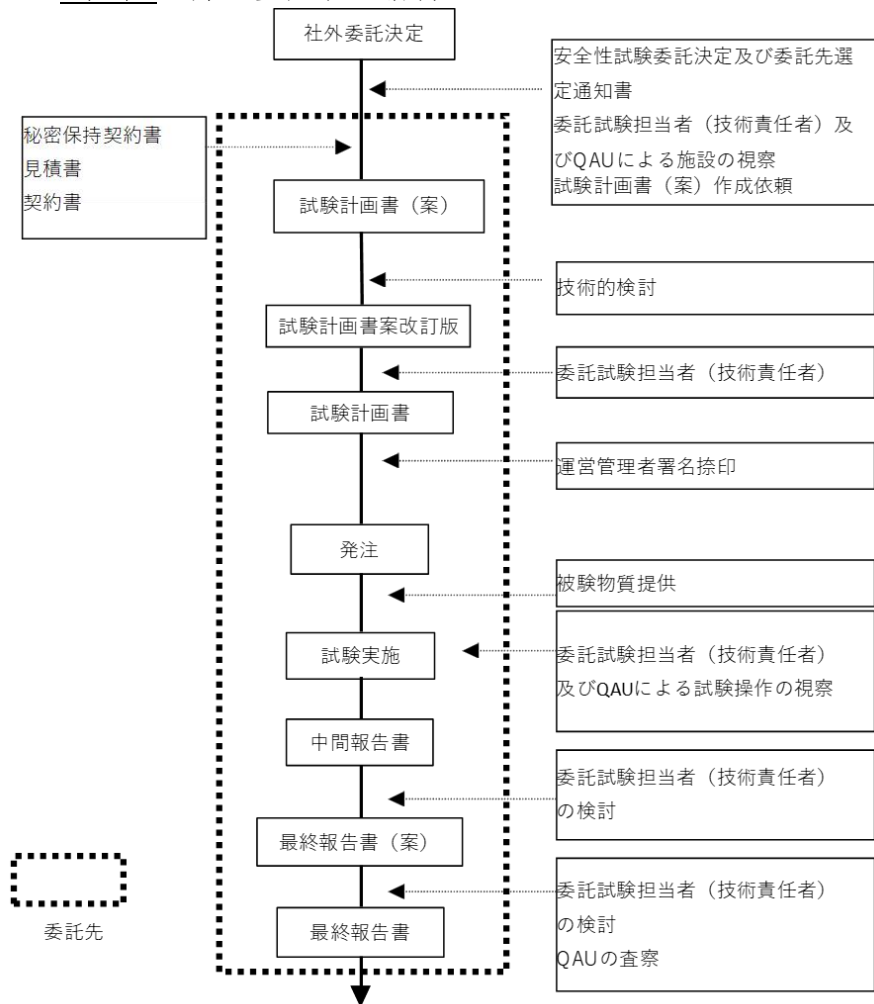 社外委託決定
安全性試験委託決定及び委託先選
定通知書
委託試験担当者（技術責任者）及
びQAUによる施設の視察
試験計画書（案）作成依頼
秘密保持契約書
見積書
契約書
試験計画書（案）
技術的検討
試験計画書案改訂版
委託試験担当者（技術責任者）
試験計画書
運営管理者署名捺印
発注
被験物質提供
試験実施
委託試験担当者（技術責任者）
及びQAUによる試験操作の視察
中間報告書
委託試験担当者（技術責任者）
の検討
最終報告書（案）
委託試験担当者（技術責任者）
の検討
QAUの査察
最終報告書
委託先